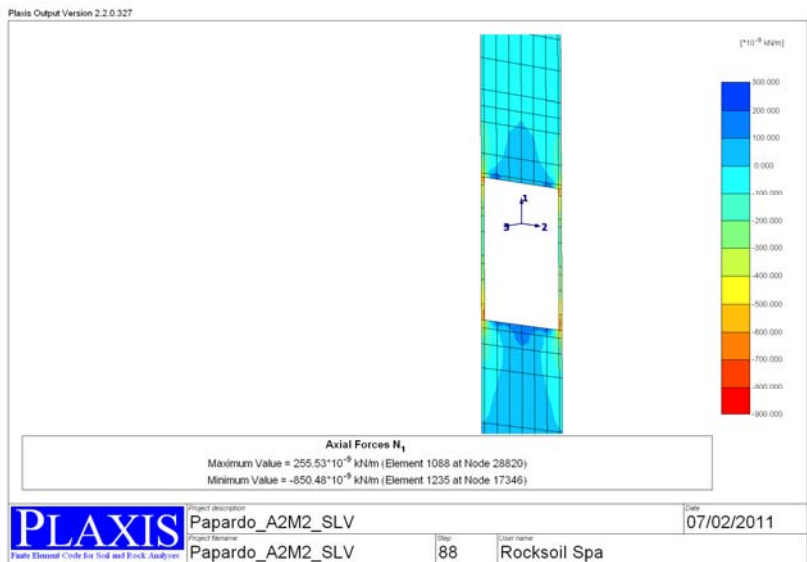 Plaxis Output Version 2.2.0.327
[*10⁻⁹ kN/m]
300.000
200.000
100.000
0.000
-100.000
-200.000
-300.000
-400.000
-500.000
-600.000
-700.000
-800.000
-900.000
1
3 2
Axial Forces N₁
Maximum Value = 255.53*10⁻⁹ kN/m (Element 1088 at Node 28820)
Minimum Value = -850.48*10⁻⁹ kN/m (Element 1235 at Node 17346)
PLAXIS
Finite Element Code for Soil and Rock Analyses
Project description
Papardo_A2M2_SLV
Date
07/02/2011
Project filename
Papardo_A2M2_SLV
Step
88
User name
Rocksoil Spa